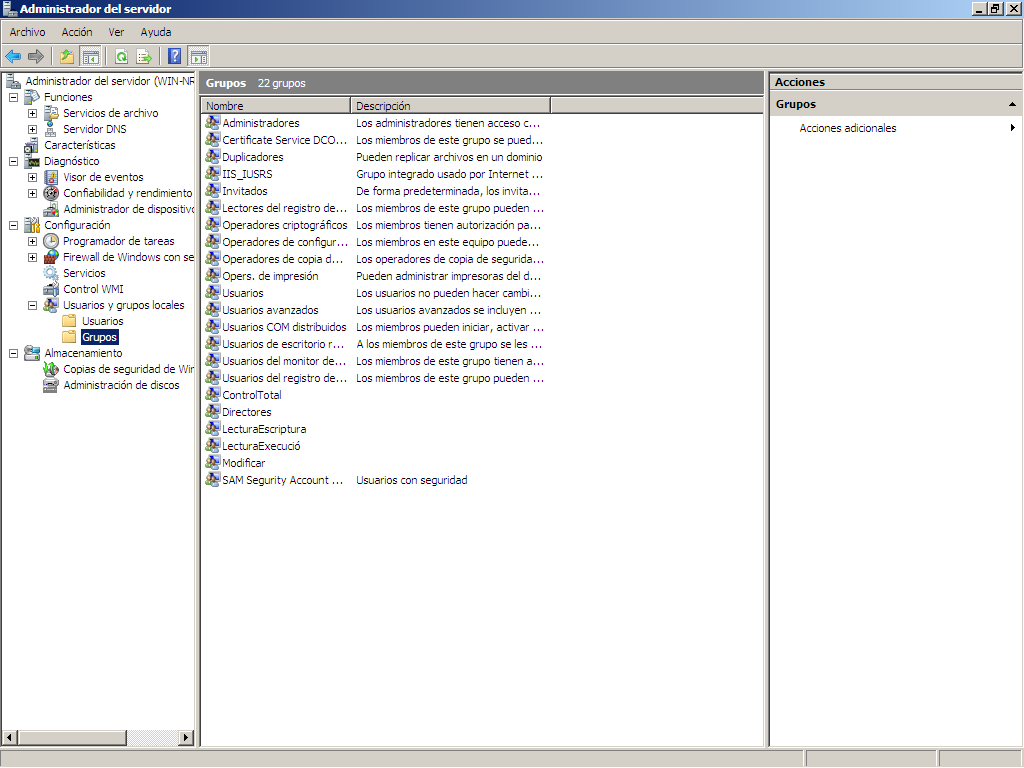 Administrador del servidor
Archivo Acción Ver Ayuda
Administrador del servidor (WIN-NR
Funciones
Servicios de archivo
Servidor DNS
Características
Diagnóstico
Visor de eventos
Confiabilidad y rendimiento
Administrador de dispositivo
Configuración
Programador de tareas
Firewall de Windows con se
Servicios
Control WMI
Usuarios y grupos locales
Usuarios
Grupos
Almacenamiento
Copias de seguridad de Win
Administración de discos
Grupos 22 grupos
Nombre Descripción
Administradores Los administradores tienen acceso c...
Certificate Service DCO... Los miembros de este grupo se pued...
Duplicadores Pueden replicar archivos en un dominio
IIS_IUSRS Grupo integrado usado por Internet ...
Invitados De forma predeterminada, los invita...
Lectores del registro de... Los miembros de este grupo pueden ...
Operadores criptográficos Los miembros tienen autorización pa...
Operadores de configur... Los miembros en este equipo puede...
Operadores de copia d... Los operadores de copia de segurida...
Opers. de impresión Pueden administrar impresoras del d...
Usuarios Los usuarios no pueden hacer cambi...
Usuarios avanzados Los usuarios avanzados se incluyen ...
Usuarios COM distribuidos Los miembros pueden iniciar, activar ...
Usuarios de escritorio r... A los miembros de este grupo se les ...
Usuarios del monitor de... Los miembros de este grupo tienen a...
Usuarios del registro de... Los miembros de este grupo pueden ...
ControlTotal
Directores
LecturaEscriptura
LecturaExecució
Modificar
SAM Segurity Account ... Usuarios con seguridad
Acciones
Grupos
Acciones adicionales